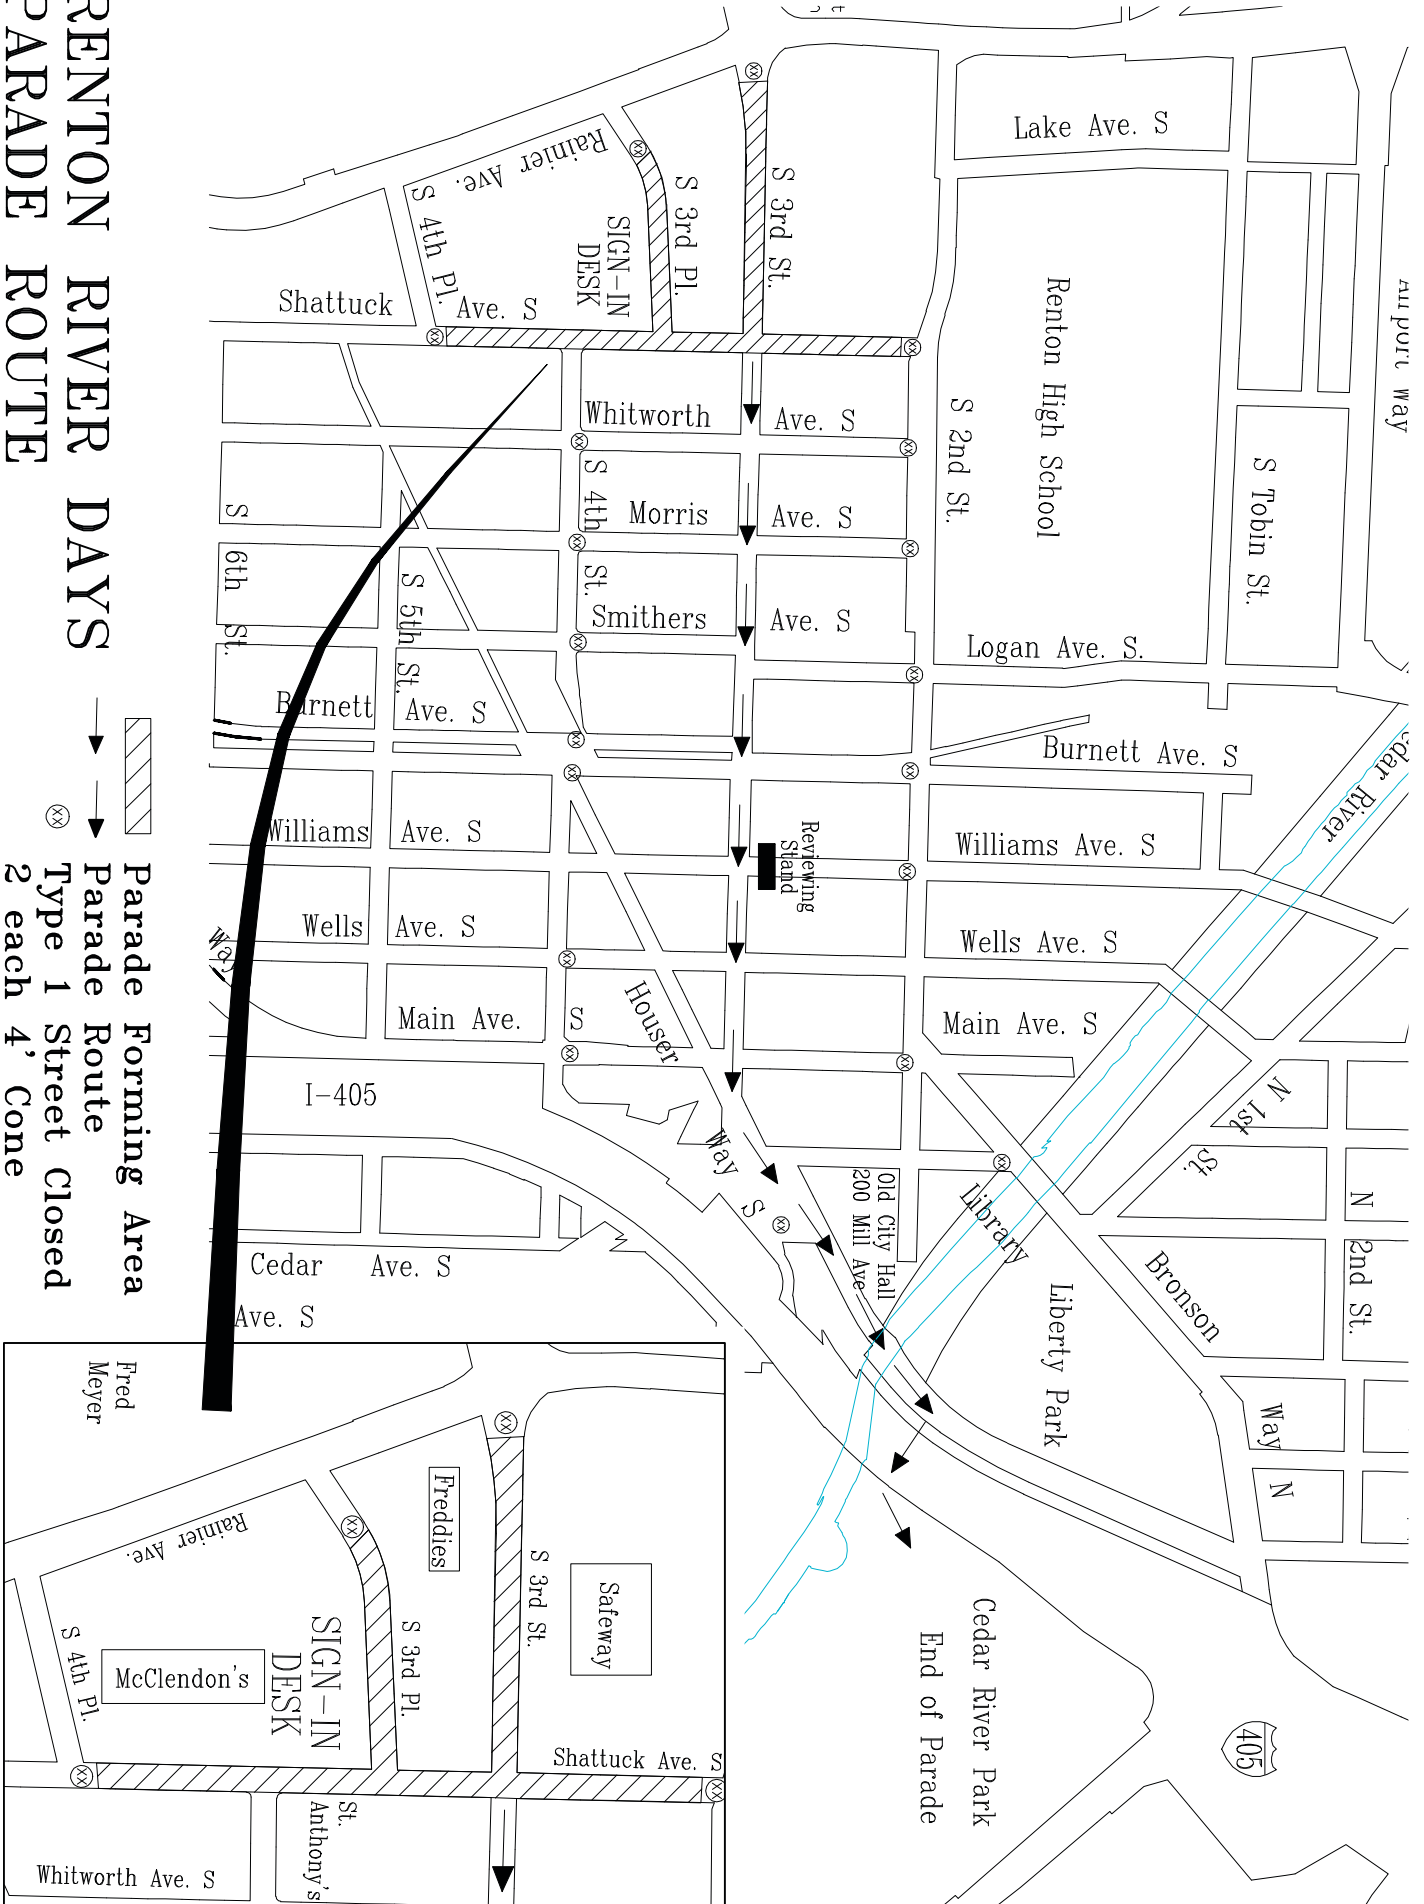 RENTON RIVER DAYS
PARADE ROUTE
Parade Forming Area
Parade Route
XX Type 1 Street Closed
2 each 4' Cone
Lake Ave. S
Rainier Ave.
S 3rd St.
S 3rd Pl.
SIGN-IN
DESK
S 4th Pl.
Shattuck Ave. S
Renton High School
Airport Way
S Tobin St.
S 2nd St.
Whitworth Ave. S
S 4th St.
Morris Ave. S
Smithers Ave. S
S 5th St.
S 6th St.
Logan Ave. S.
Burnett Ave. S
Burnett Ave. S
Cedar River
Williams Ave. S
Reviewing
Stand
Williams Ave. S
Wells Ave. S
Wells Ave. S
Way
Main Ave. S
Main Ave. S
Houser Way S
I-405
N 1st St.
N 2nd St.
Old City Hall
200 Mill Ave
Library
Liberty Park
Bronson Way N
Cedar Ave. S
Ave. S
Cedar River Park
End of Parade
405
Fred
Meyer
Freddies
Rainier Ave.
S 3rd St.
Safeway
S 3rd Pl.
SIGN-IN
DESK
McClendon's
S 4th Pl.
Shattuck Ave. S
St.
Anthony's
Whitworth Ave. S